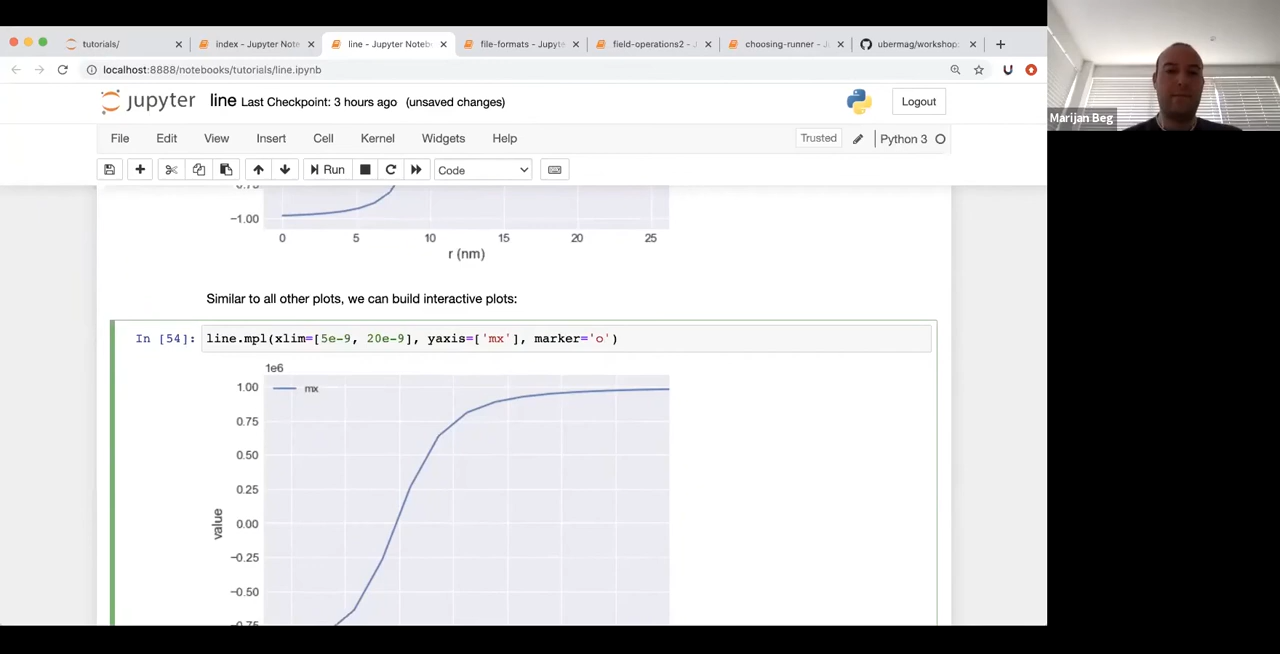 tutorials/
index - Jupyter Note
line - Jupyter Noteb
file-formats - Jupyte
field-operations2 - J
choosing-runner - Ju
ubermag/workshop:
localhost:8888/notebooks/tutorials/line.ipynb
jupyter line Last Checkpoint: 3 hours ago (unsaved changes)
Logout
File Edit View Insert Cell Kernel Widgets Help
Trusted
Python 3
Run
Code
−1.00
0 5 10 15 20 25
r (nm)
Similar to all other plots, we can build interactive plots:
In [54]: line.mpl(xlim=[5e-9, 20e-9], yaxis=['mx'], marker='o')
1e6
1.00
mx
0.75
0.50
0.25
0.00
value
−0.25
−0.50
−0.75
Marijan Beg